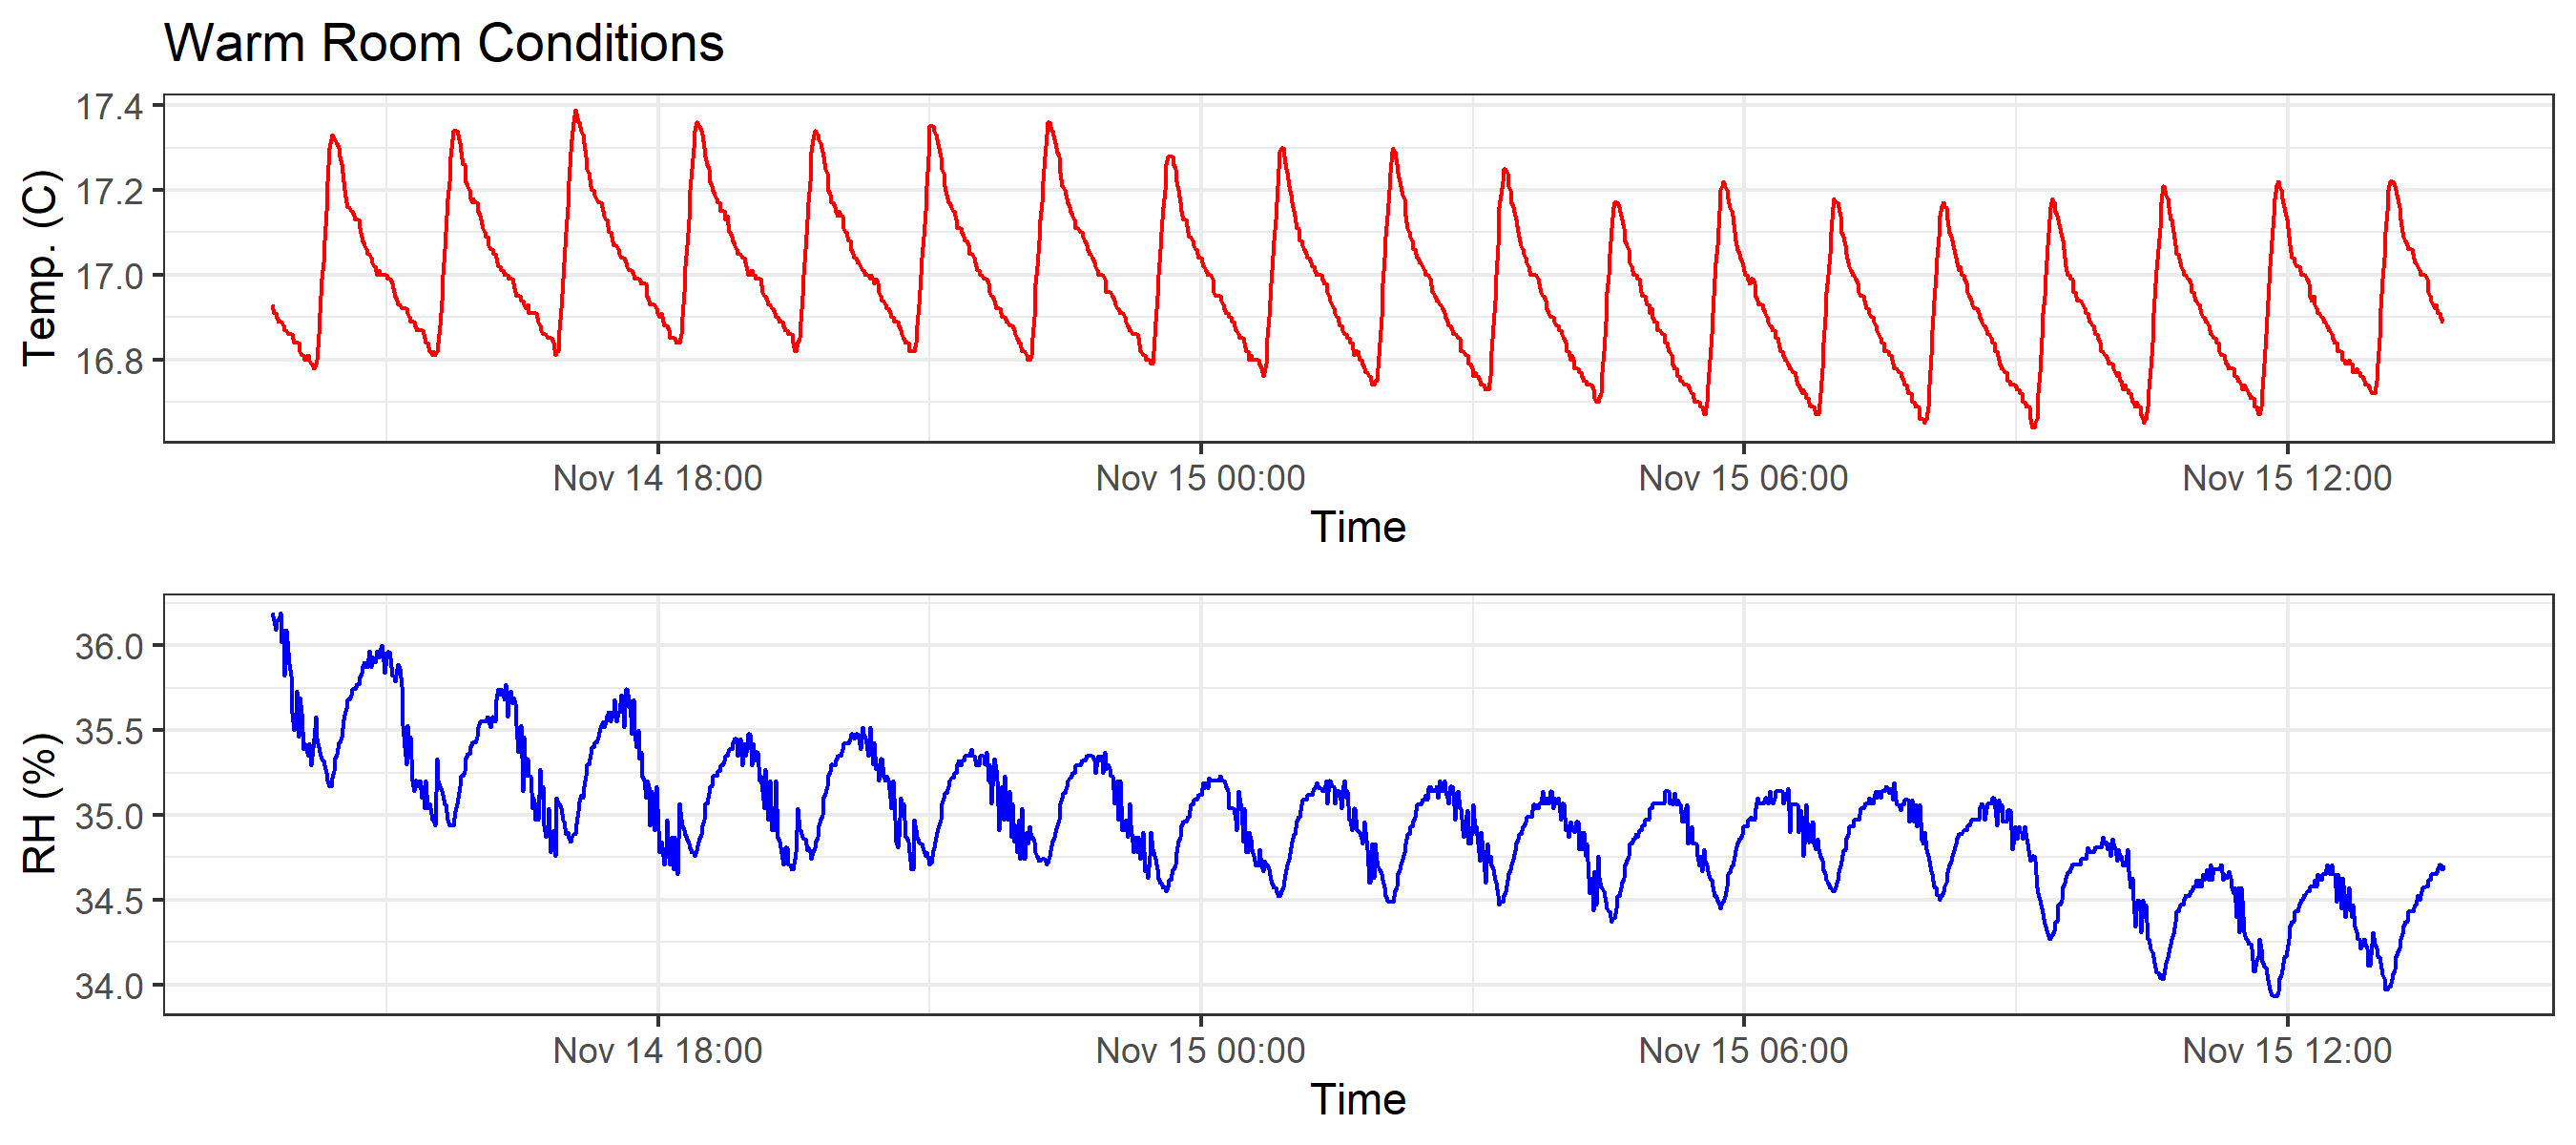 Warm Room Conditions
17.4
17.2
17.0
16.8
Temp. (C)
Nov 14 18:00 Nov 15 00:00 Nov 15 06:00 Nov 15 12:00
Time
36.0
35.5
35.0
34.5
34.0
RH (%)
Nov 14 18:00 Nov 15 00:00 Nov 15 06:00 Nov 15 12:00
Time